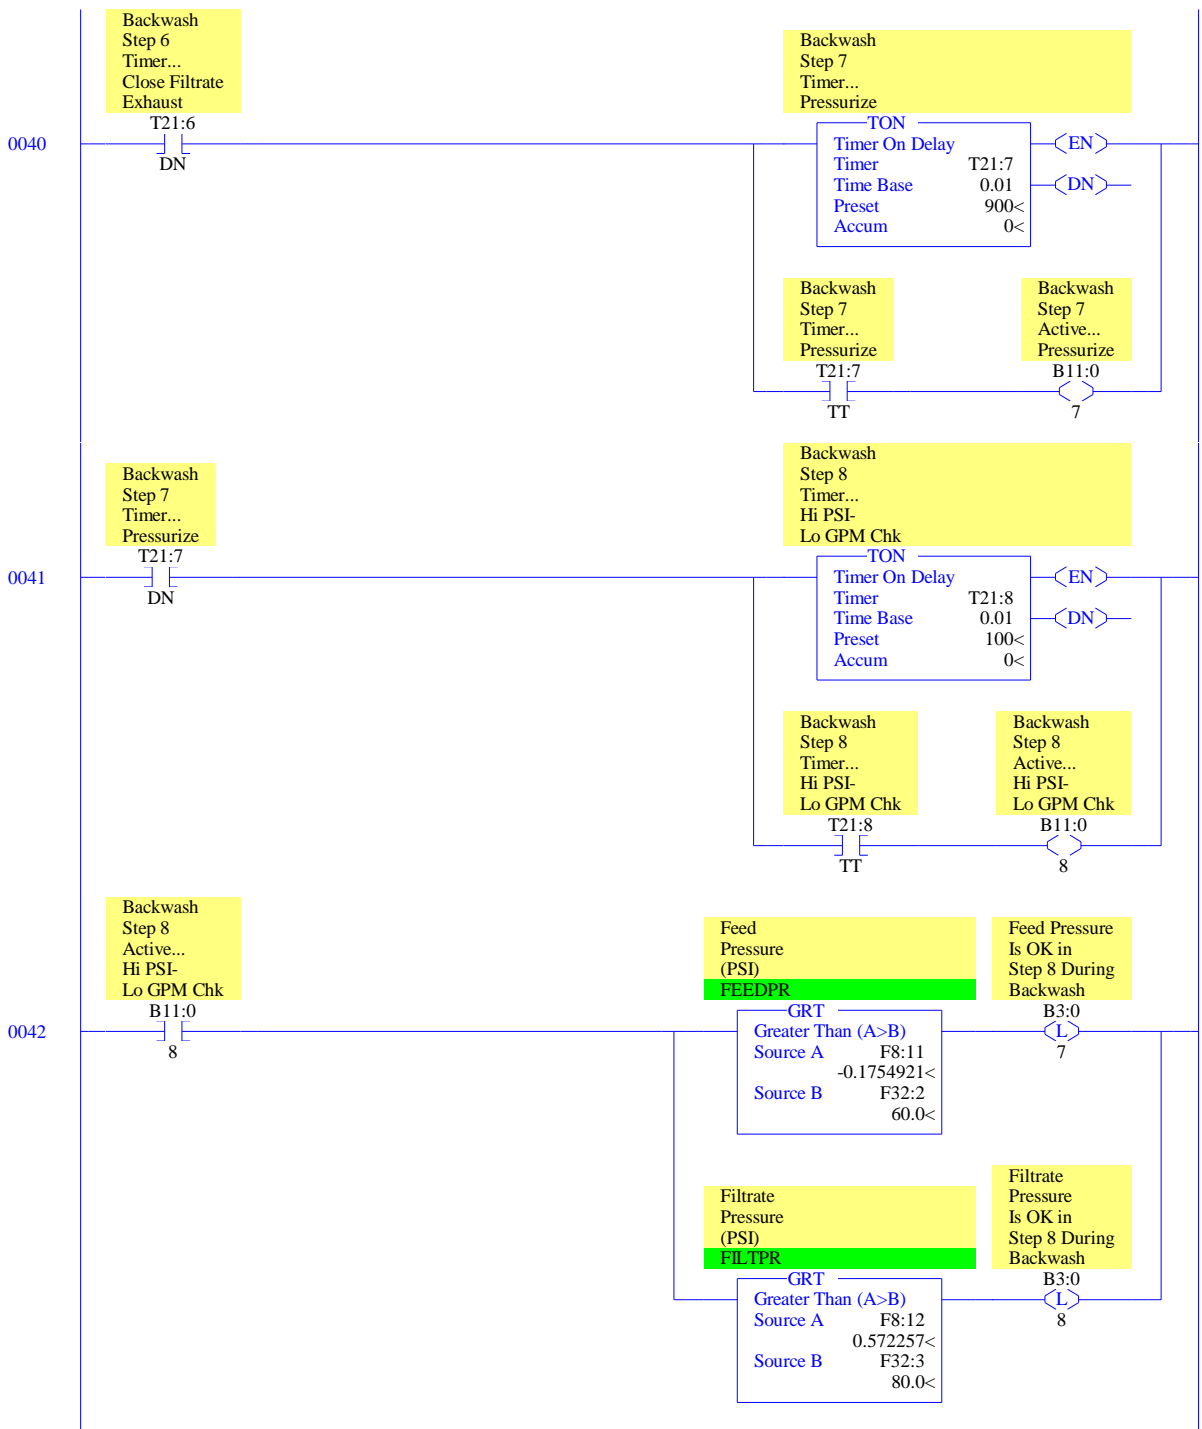 Backwash
Step 6
Timer...
Close Filtrate
Exhaust
T21:6
DN
0040
Backwash
Step 7
Timer...
Pressurize
TON
Timer On Delay
Timer T21:7
Time Base 0.01
Preset 900<
Accum 0<
EN
DN
Backwash
Step 7
Timer...
Pressurize
T21:7
TT
Backwash
Step 7
Active...
Pressurize
B11:0
7
Backwash
Step 7
Timer...
Pressurize
T21:7
DN
0041
Backwash
Step 8
Timer...
Hi PSI-
Lo GPM Chk
TON
Timer On Delay
Timer T21:8
Time Base 0.01
Preset 100<
Accum 0<
EN
DN
Backwash
Step 8
Timer...
Hi PSI-
Lo GPM Chk
T21:8
TT
Backwash
Step 8
Active...
Hi PSI-
Lo GPM Chk
B11:0
8
Backwash
Step 8
Active...
Hi PSI-
Lo GPM Chk
B11:0
8
0042
Feed
Pressure
(PSI)
FEEDPR
GRT
Greater Than (A>B)
Source A F8:11
-0.1754921<
Source B F32:2
60.0<
Feed Pressure
Is OK in
Step 8 During
Backwash
B3:0
L
7
Filtrate
Pressure
(PSI)
FILTPR
GRT
Greater Than (A>B)
Source A F8:12
0.572257<
Source B F32:3
80.0<
Filtrate
Pressure
Is OK in
Step 8 During
Backwash
B3:0
L
8